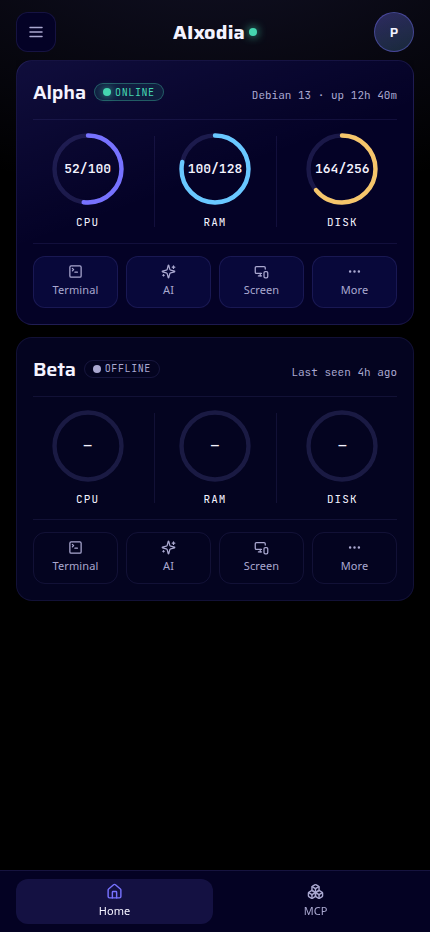 AIxodia
P
Alpha ONLINE Debian 13 · up 12h 40m
52/100 100/128 164/256
CPU RAM DISK
Terminal AI Screen More
Beta OFFLINE Last seen 4h ago
— — —
CPU RAM DISK
Terminal AI Screen More
Home MCP